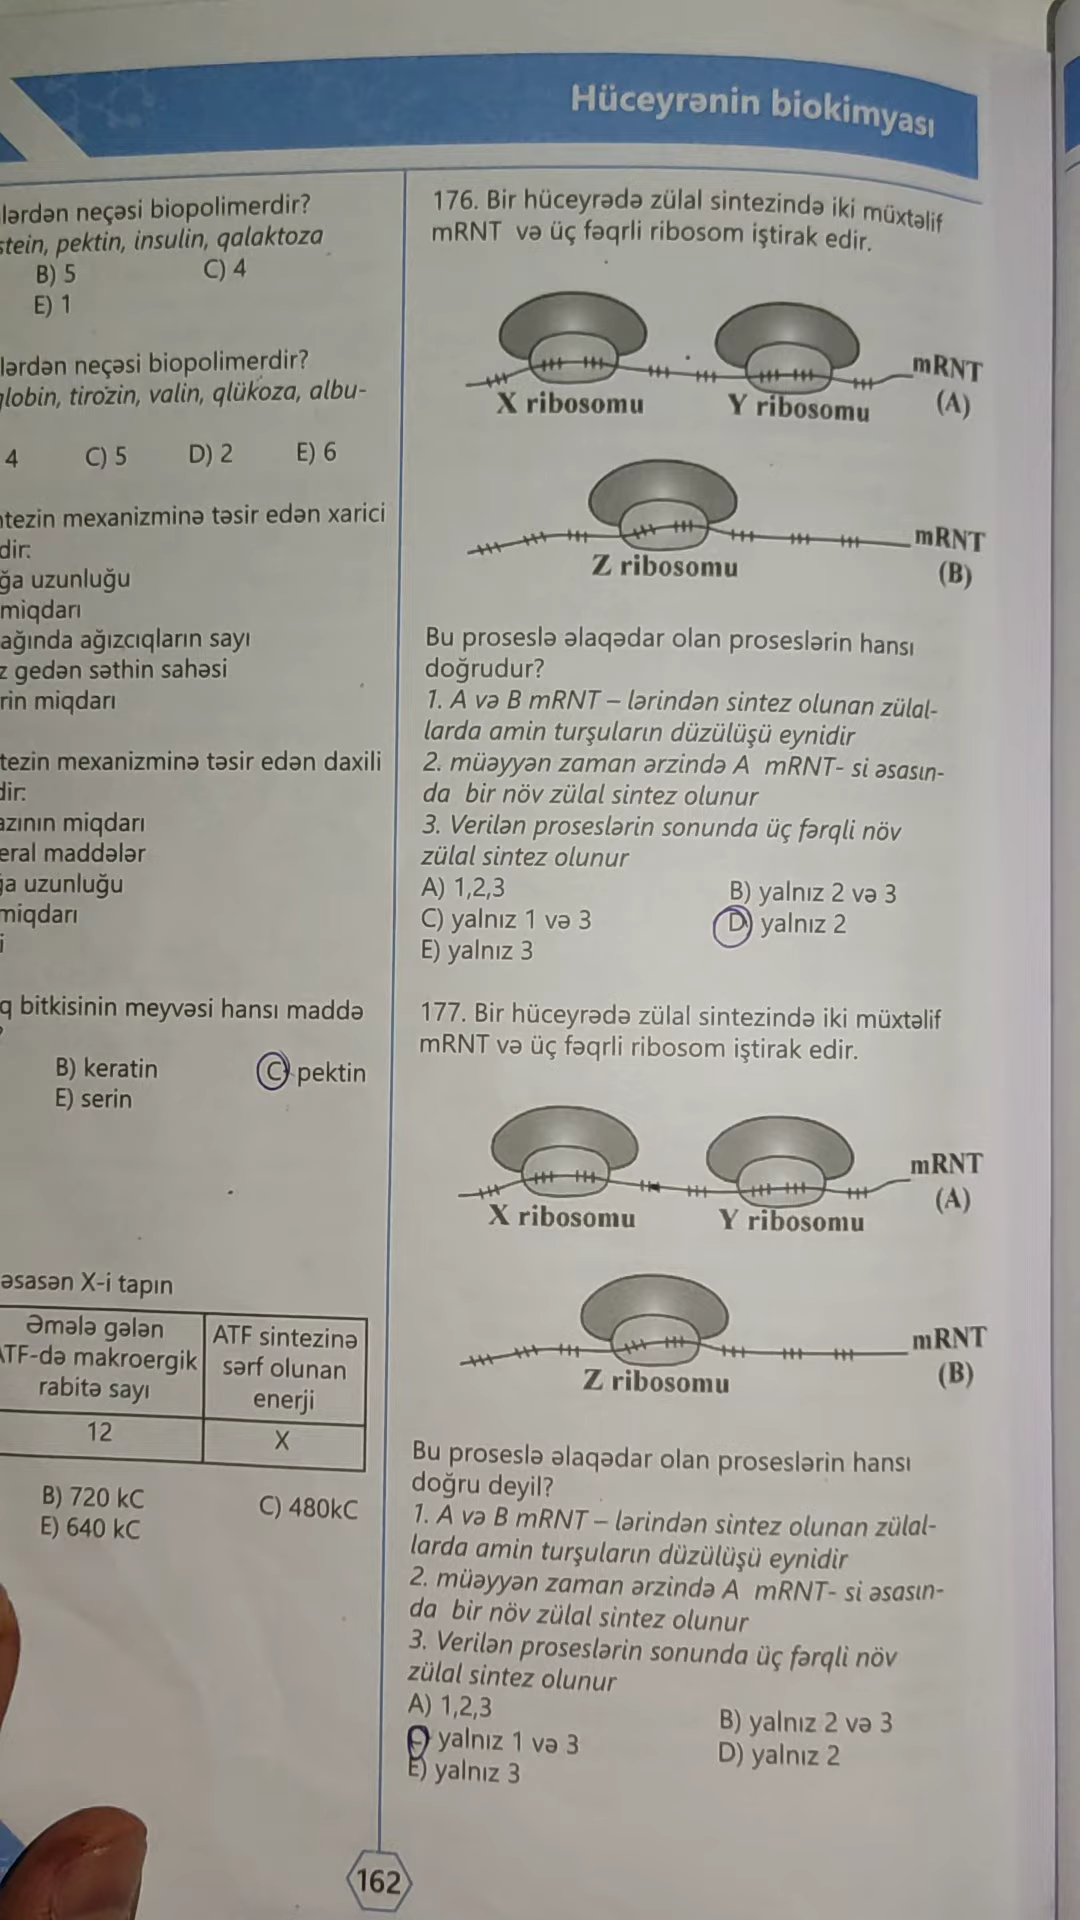 Hüceyrənin biokimyası
lərdən neçəsi biopolimerdir?
stein, pektin, insulin, qalaktoza
B) 5 C) 4
E) 1
lərdən neçəsi biopolimerdir?
globin, tirozin, valin, qlükoza, albu-
4 C) 5 D) 2 E) 6
ntezin mexanizminə təsir edən xarici
dir:
ğa uzunluğu
miqdarı
ağında ağızcıqların sayı
z gedən səthin sahəsi
rin miqdarı
tezin mexanizminə təsir edən daxili
dir:
azının miqdarı
eral maddələr
ğa uzunluğu
miqdarı
i
q bitkisinin meyvəsi hansı maddə
?
B) keratin C) pektin
E) serin
əsasən X-i tapın
Əmələ gələn
ATF-də makroergik
rabitə sayı
ATF sintezinə
sərf olunan
enerji
12 X
B) 720 kC C) 480kC
E) 640 kC
176. Bir hüceyrədə zülal sintezində iki müxtəlif
mRNT və üç fəqrli ribosom iştirak edir.
X ribosomu Y ribosomu mRNT
(A)
Z ribosomu mRNT
(B)
Bu proseslə əlaqədar olan proseslərin hansı
doğrudur?
1. A və B mRNT – lərindən sintez olunan zülal-
larda amin turşuların düzülüşü eynidir
2. müəyyən zaman ərzində A mRNT- si əsasın-
da bir növ zülal sintez olunur
3. Verilən proseslərin sonunda üç fərqli növ
zülal sintez olunur
A) 1,2,3 B) yalnız 2 və 3
C) yalnız 1 və 3 D) yalnız 2
E) yalnız 3
177. Bir hüceyrədə zülal sintezində iki müxtəlif
mRNT və üç fəqrli ribosom iştirak edir.
X ribosomu Y ribosomu mRNT
(A)
Z ribosomu mRNT
(B)
Bu proseslə əlaqədar olan proseslərin hansı
doğru deyil?
1. A və B mRNT – lərindən sintez olunan zülal-
larda amin turşuların düzülüşü eynidir
2. müəyyən zaman ərzində A mRNT- si əsasın-
da bir növ zülal sintez olunur
3. Verilən proseslərin sonunda üç fərqli növ
zülal sintez olunur
A) 1,2,3 B) yalnız 2 və 3
yalnız 1 və 3 D) yalnız 2
E) yalnız 3
162